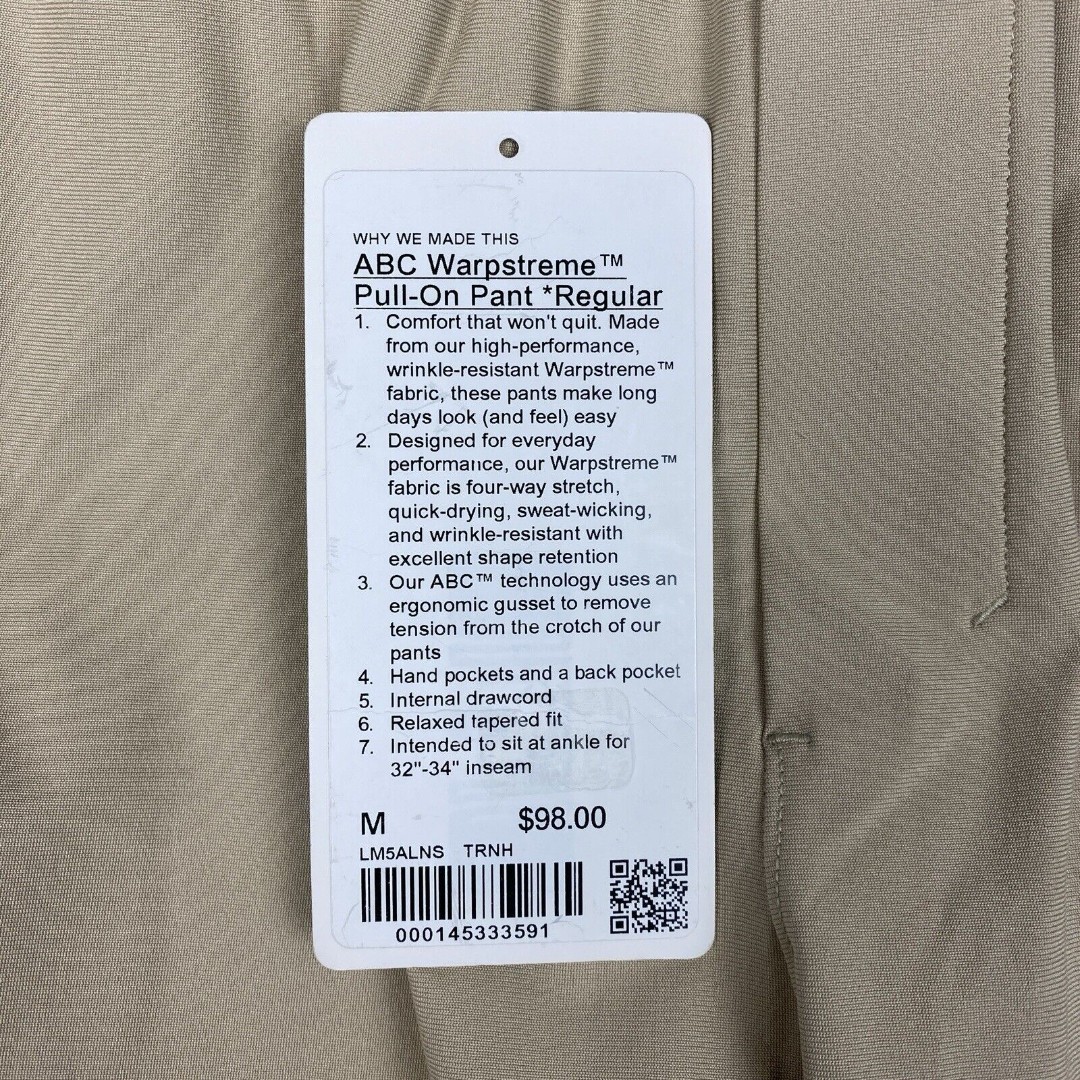 WHY WE MADE THIS
ABC Warpstreme™
Pull-On Pant *Regular
1. Comfort that won't quit. Made
from our high-performance,
wrinkle-resistant Warpstreme™
fabric, these pants make long
days look (and feel) easy
2. Designed for everyday
performance, our Warpstreme™
fabric is four-way stretch,
quick-drying, sweat-wicking,
and wrinkle-resistant with
excellent shape retention
3. Our ABC™ technology uses an
ergonomic gusset to remove
tension from the crotch of our
pants
4. Hand pockets and a back pocket
5. Internal drawcord
6. Relaxed tapered fit
7. Intended to sit at ankle for
32"-34" inseam
M $98.00
LM5ALNS TRNH
000145333591